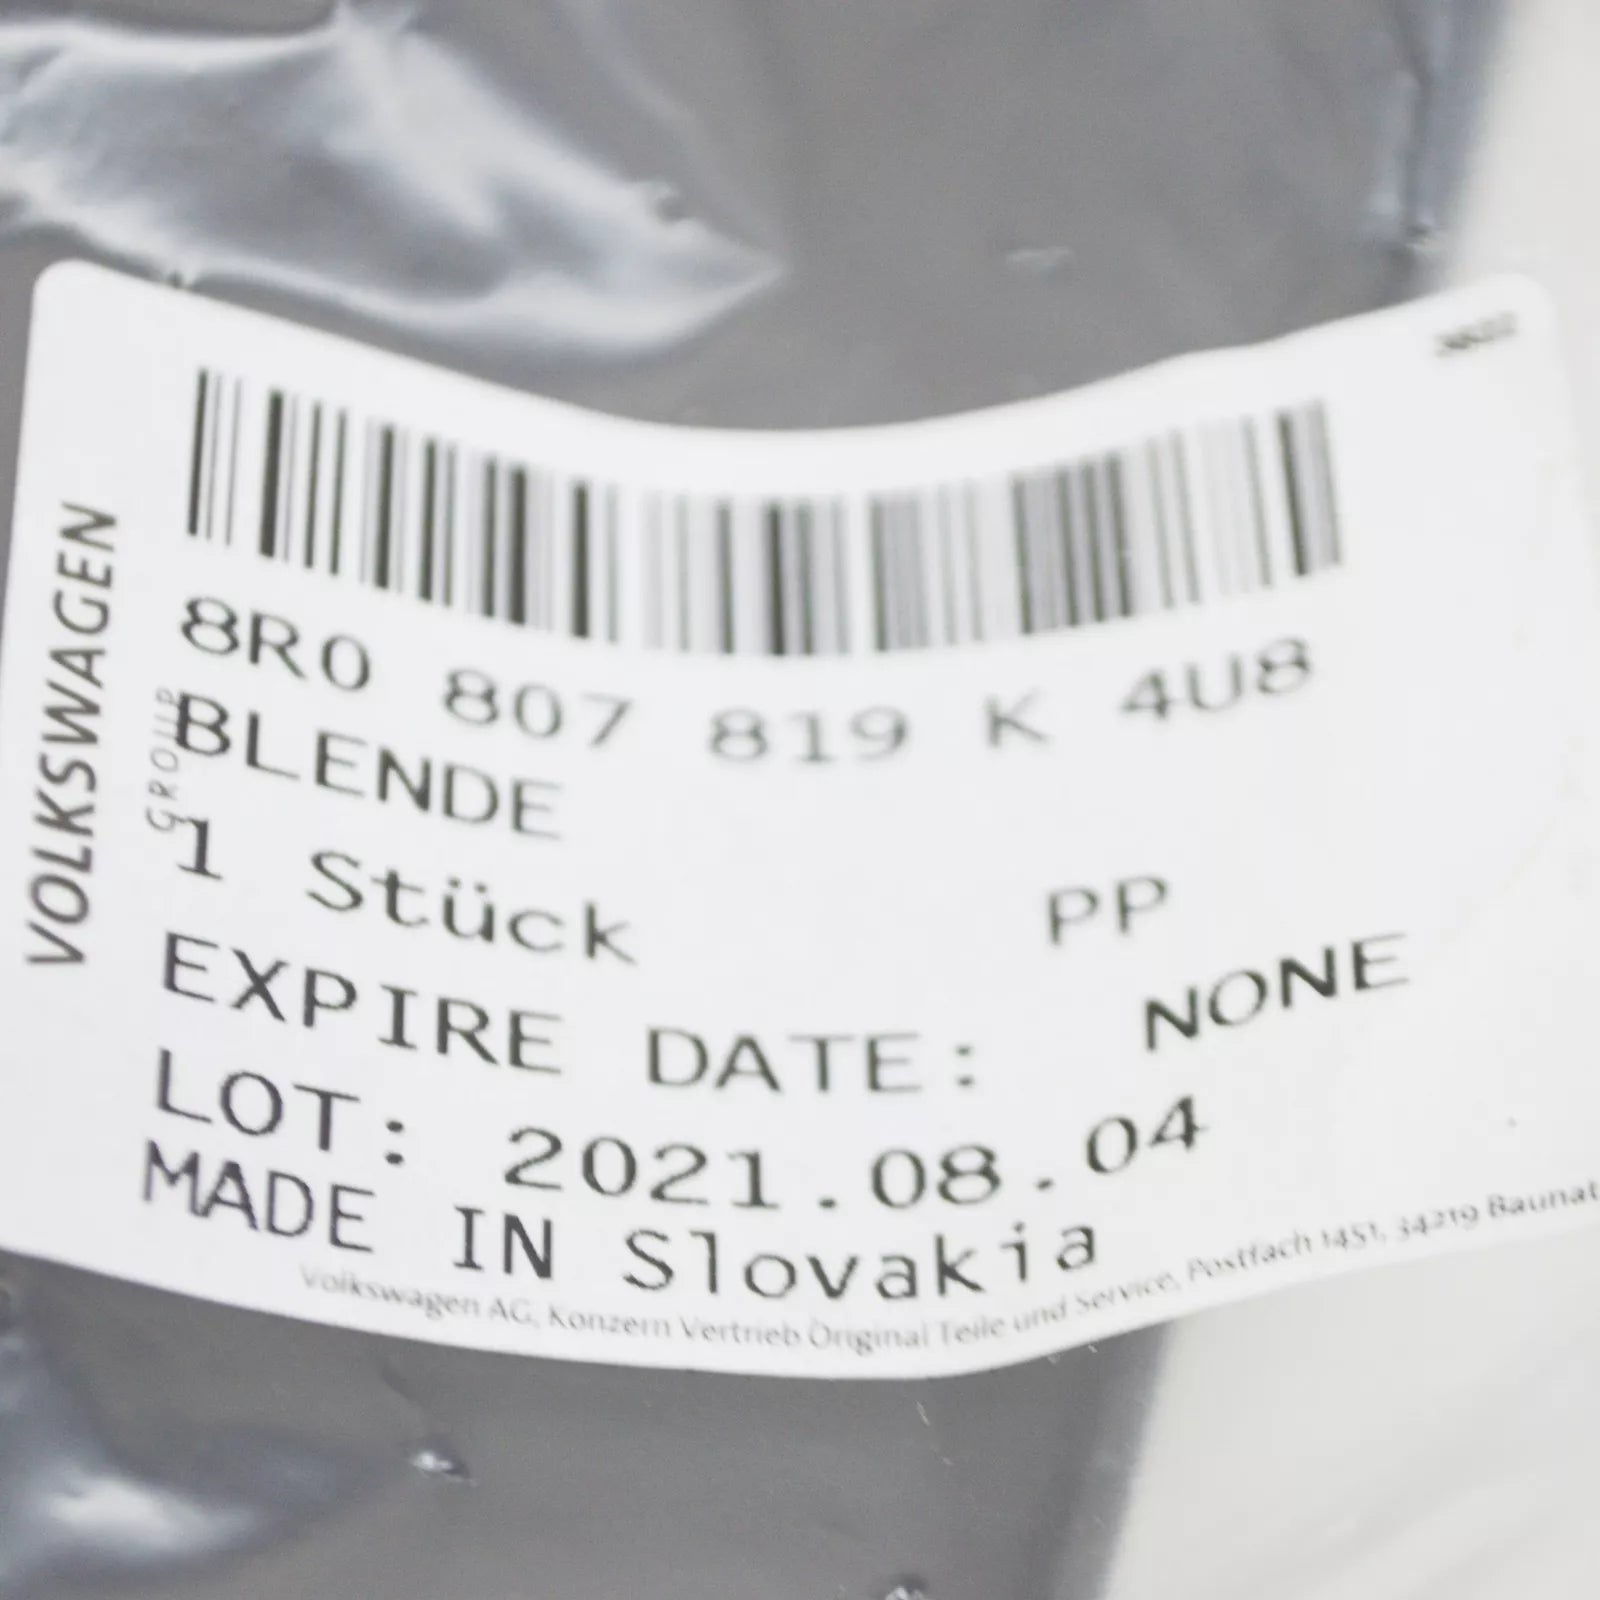 VOLKSWAGEN
GROUP
8R0 807 819 K 4U8
BLENDE
1 Stück PP
EXPIRE DATE: NONE
LOT: 2021.08.04
MADE IN Slovakia
Volkswagen AG, Konzern Vertrieb Original Teile und Service, Postfach 1451, 34219 Baunat